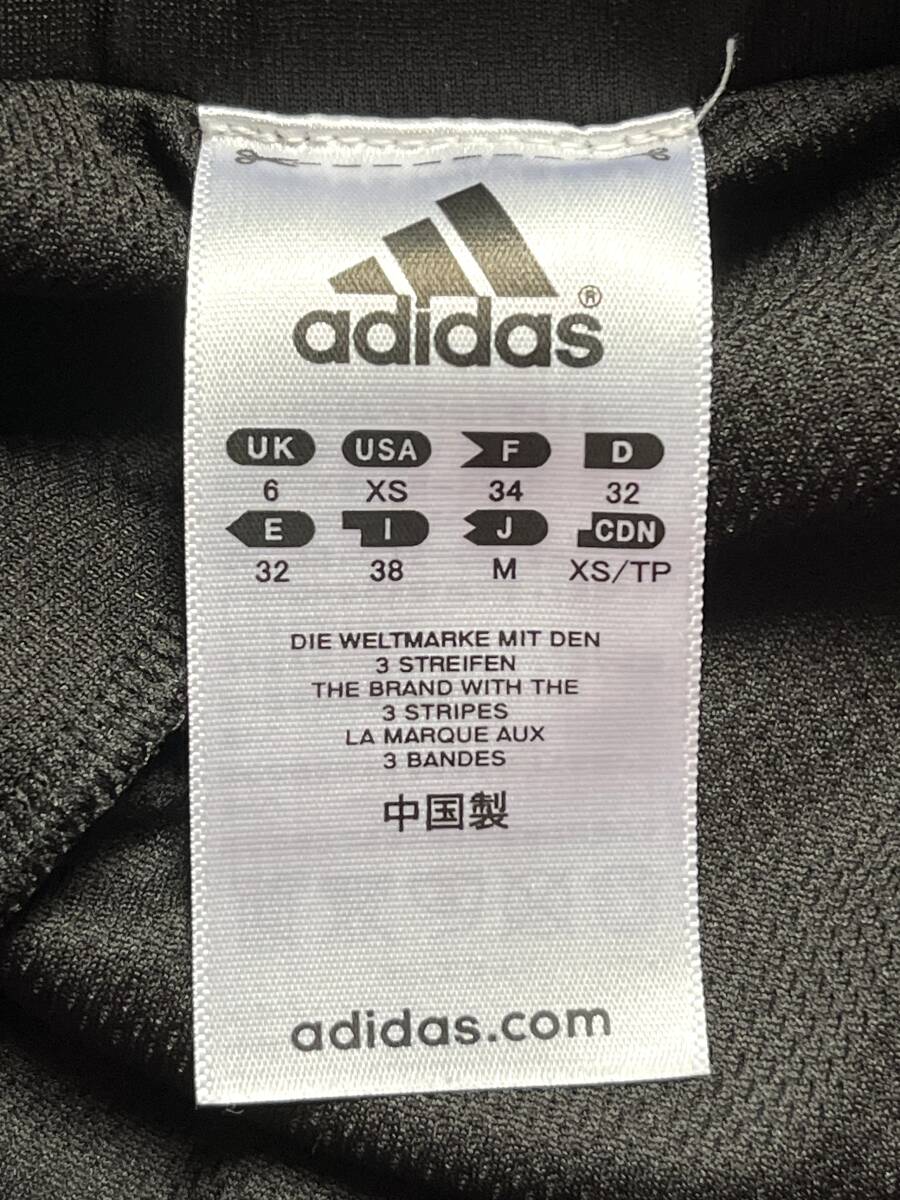 adidas®
UK USA F D
6 XS 34 32
E I J CDN
32 38 M XS/TP
DIE WELTMARKE MIT DEN
3 STREIFEN
THE BRAND WITH THE
3 STRIPES
LA MARQUE AUX
3 BANDES
中国製
adidas.com